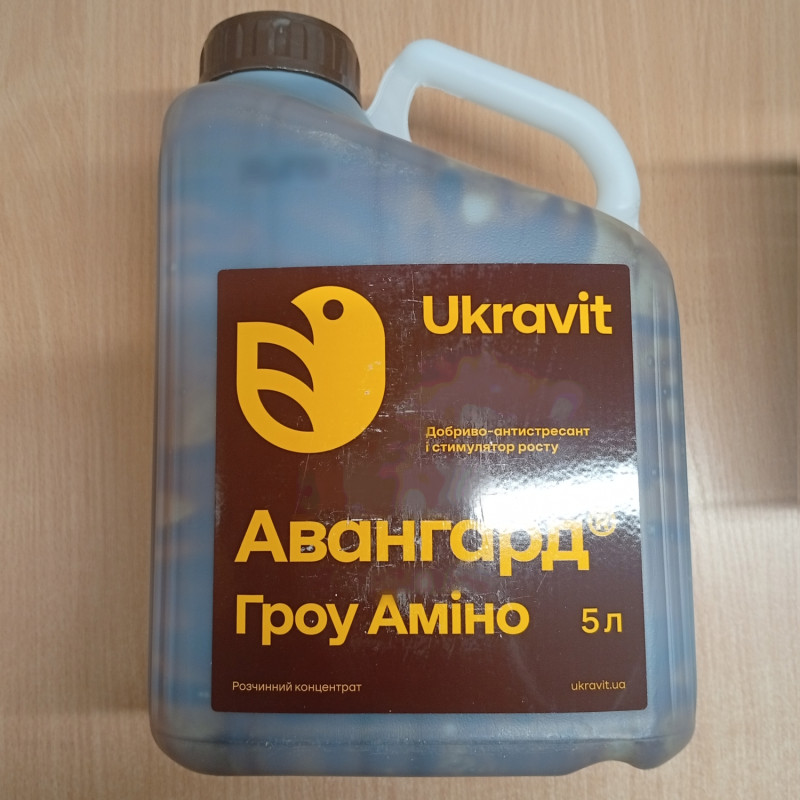 Ukravit
Добриво-антистресант
і стимулятор росту
Авангард®
Гроу Аміно
5 л
Розчинний концентрат
ukravit.ua